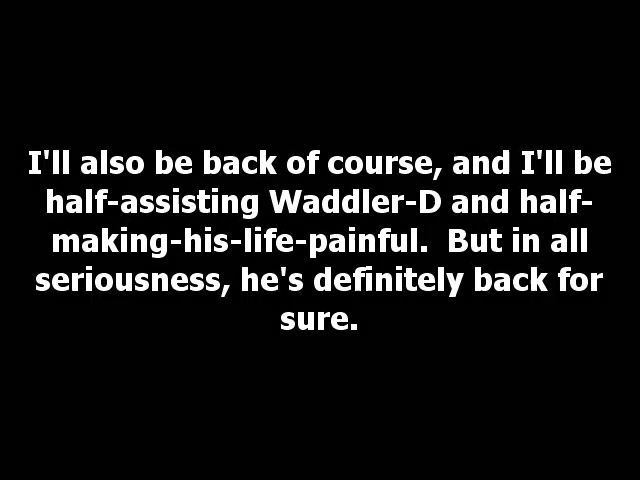 I'll also be back of course, and I'll be
half-assisting Waddler-D and half-
making-his-life-painful.  But in all
seriousness, he's definitely back for
sure.